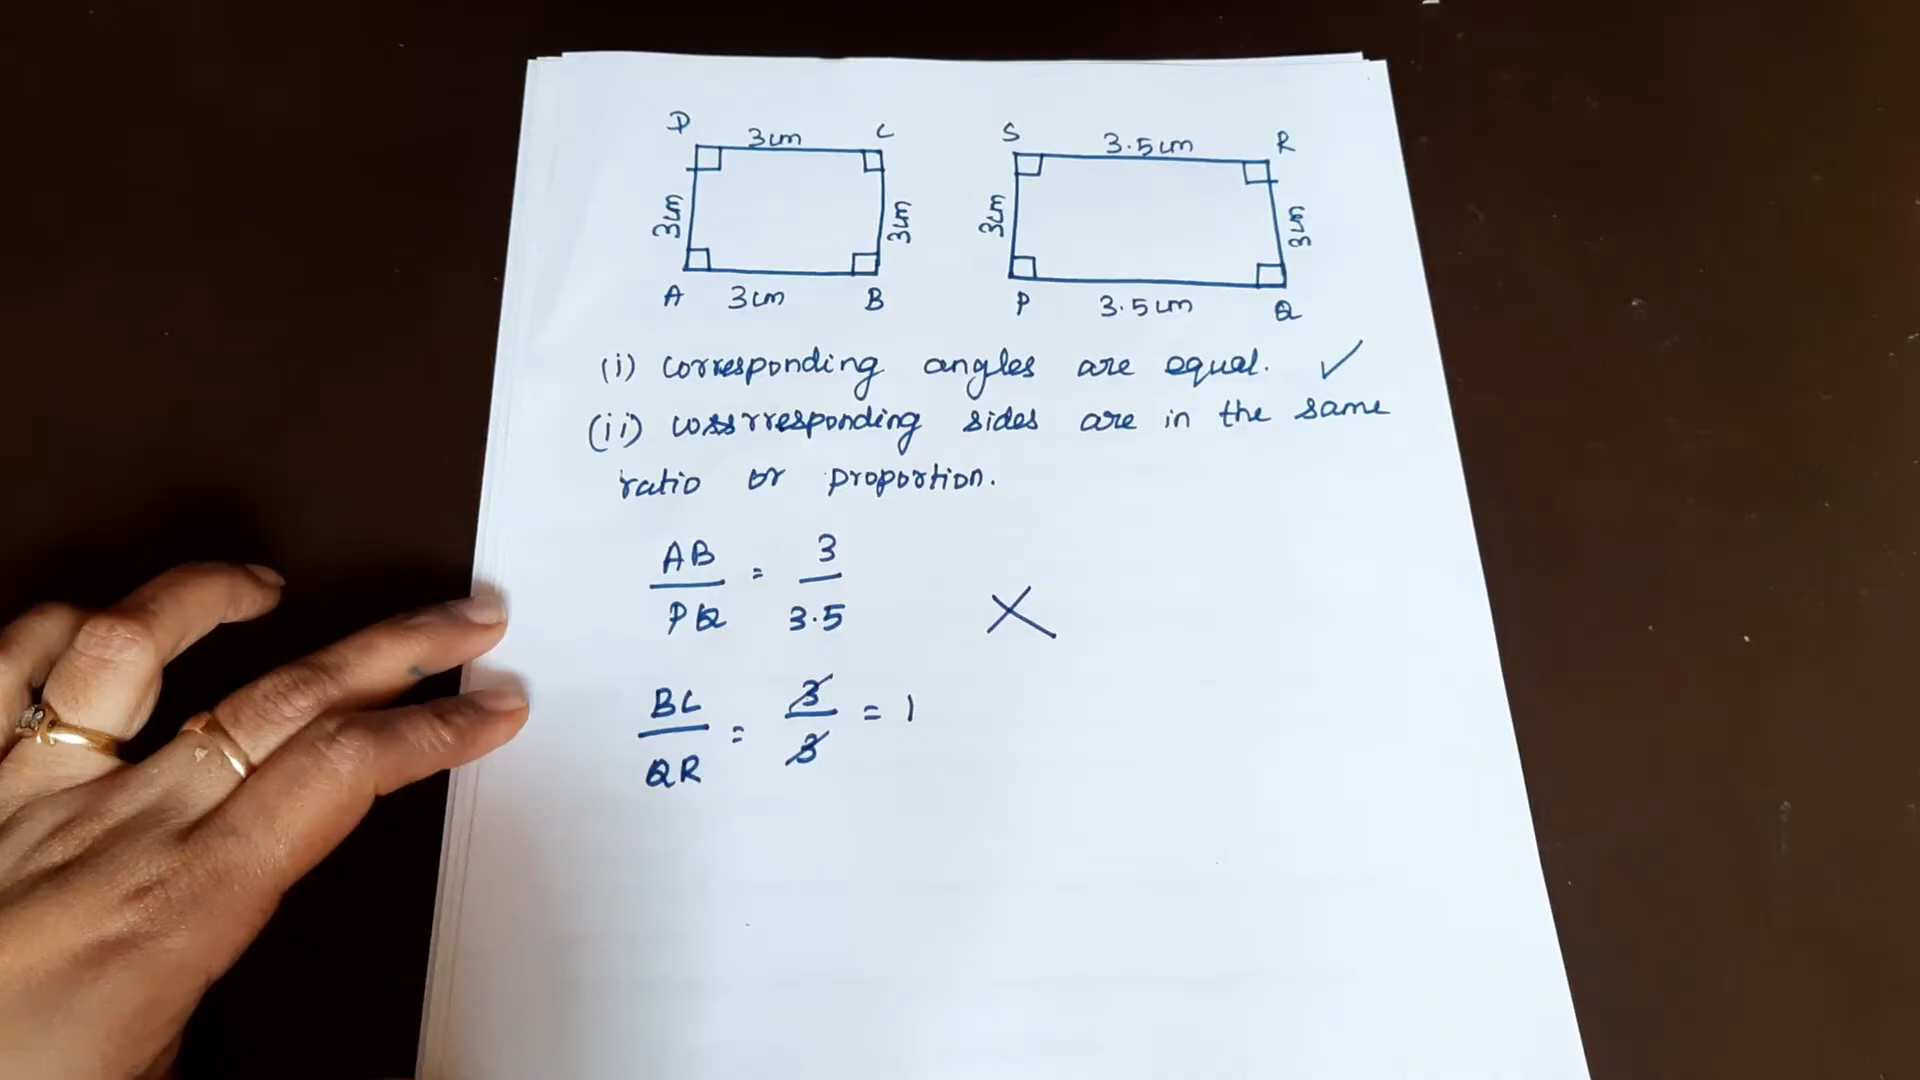 D 3cm C S 3.5cm R
3cm 3cm 3cm 3cm
A 3cm B P 3.5cm Q
(i) corresponding angles are equal. ✓
(ii) cossrresponding sides are in the same
ratio or proportion.
AB/PQ = 3/3.5 ×
BC/QR = 3/3 = 1